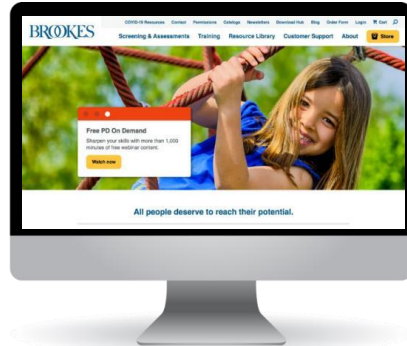 COVID-19 Resources Contact Permissions Catalogs Newsletters Download Hub Blog Order Form Login Cart
BROOKES
Screening & Assessments Training Resource Library Customer Support About Store
Free PD On Demand
Sharpen your skills with more than 1,000
minutes of free webinar content.
Watch now
All people deserve to reach their potential.